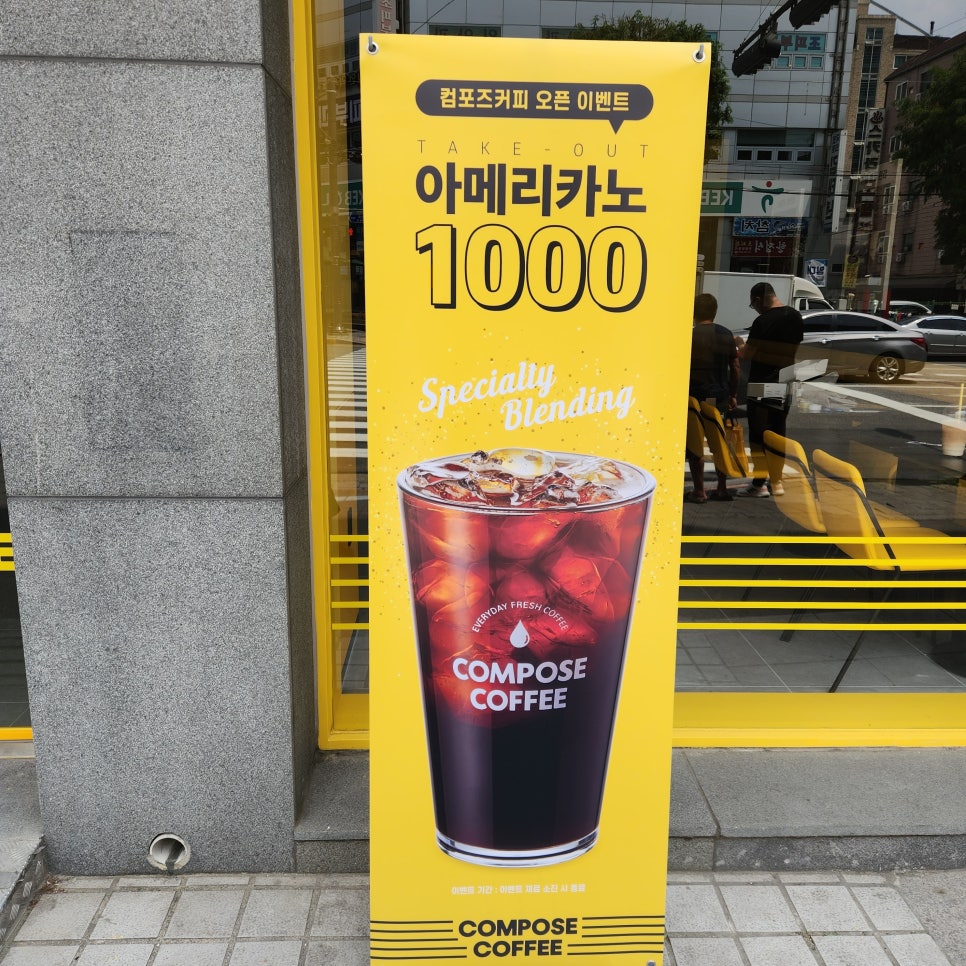 컴포즈커피 오픈 이벤트
TAKE-OUT
아메리카노
1000
Specialty
Blending
EVERYDAY FRESH COFFEE
COMPOSE
COFFEE
이벤트 기간 : 이벤트 재료 소진 시 종료
COMPOSE
COFFEE
KEB